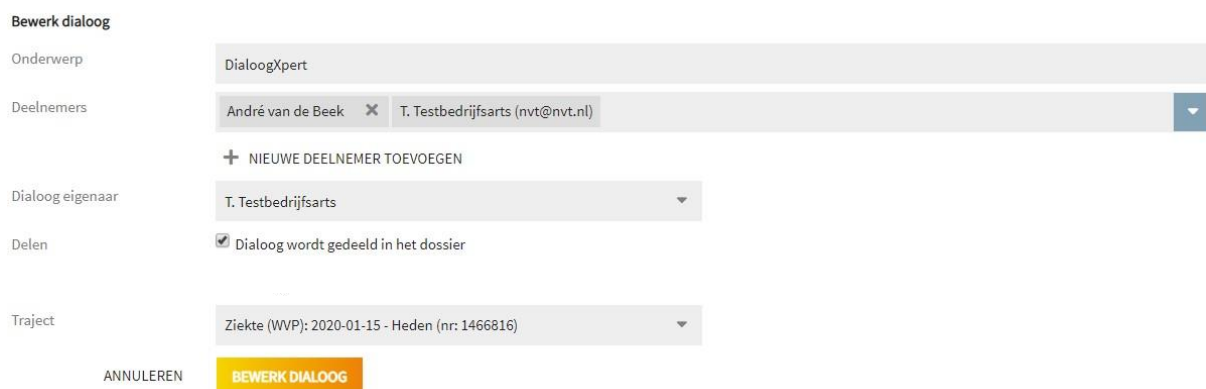 Bewerk dialoog
Onderwerp DialoogXpert
Deelnemers André van de Beek ✕ T. Testbedrijfsarts (nvt@nvt.nl)
+ NIEUWE DEELNEMER TOEVOEGEN
Dialoog eigenaar T. Testbedrijfsarts
Delen Dialoog wordt gedeeld in het dossier
Traject Ziekte (WVP): 2020-01-15 - Heden (nr: 1466816)
ANNULEREN BEWERK DIALOOG